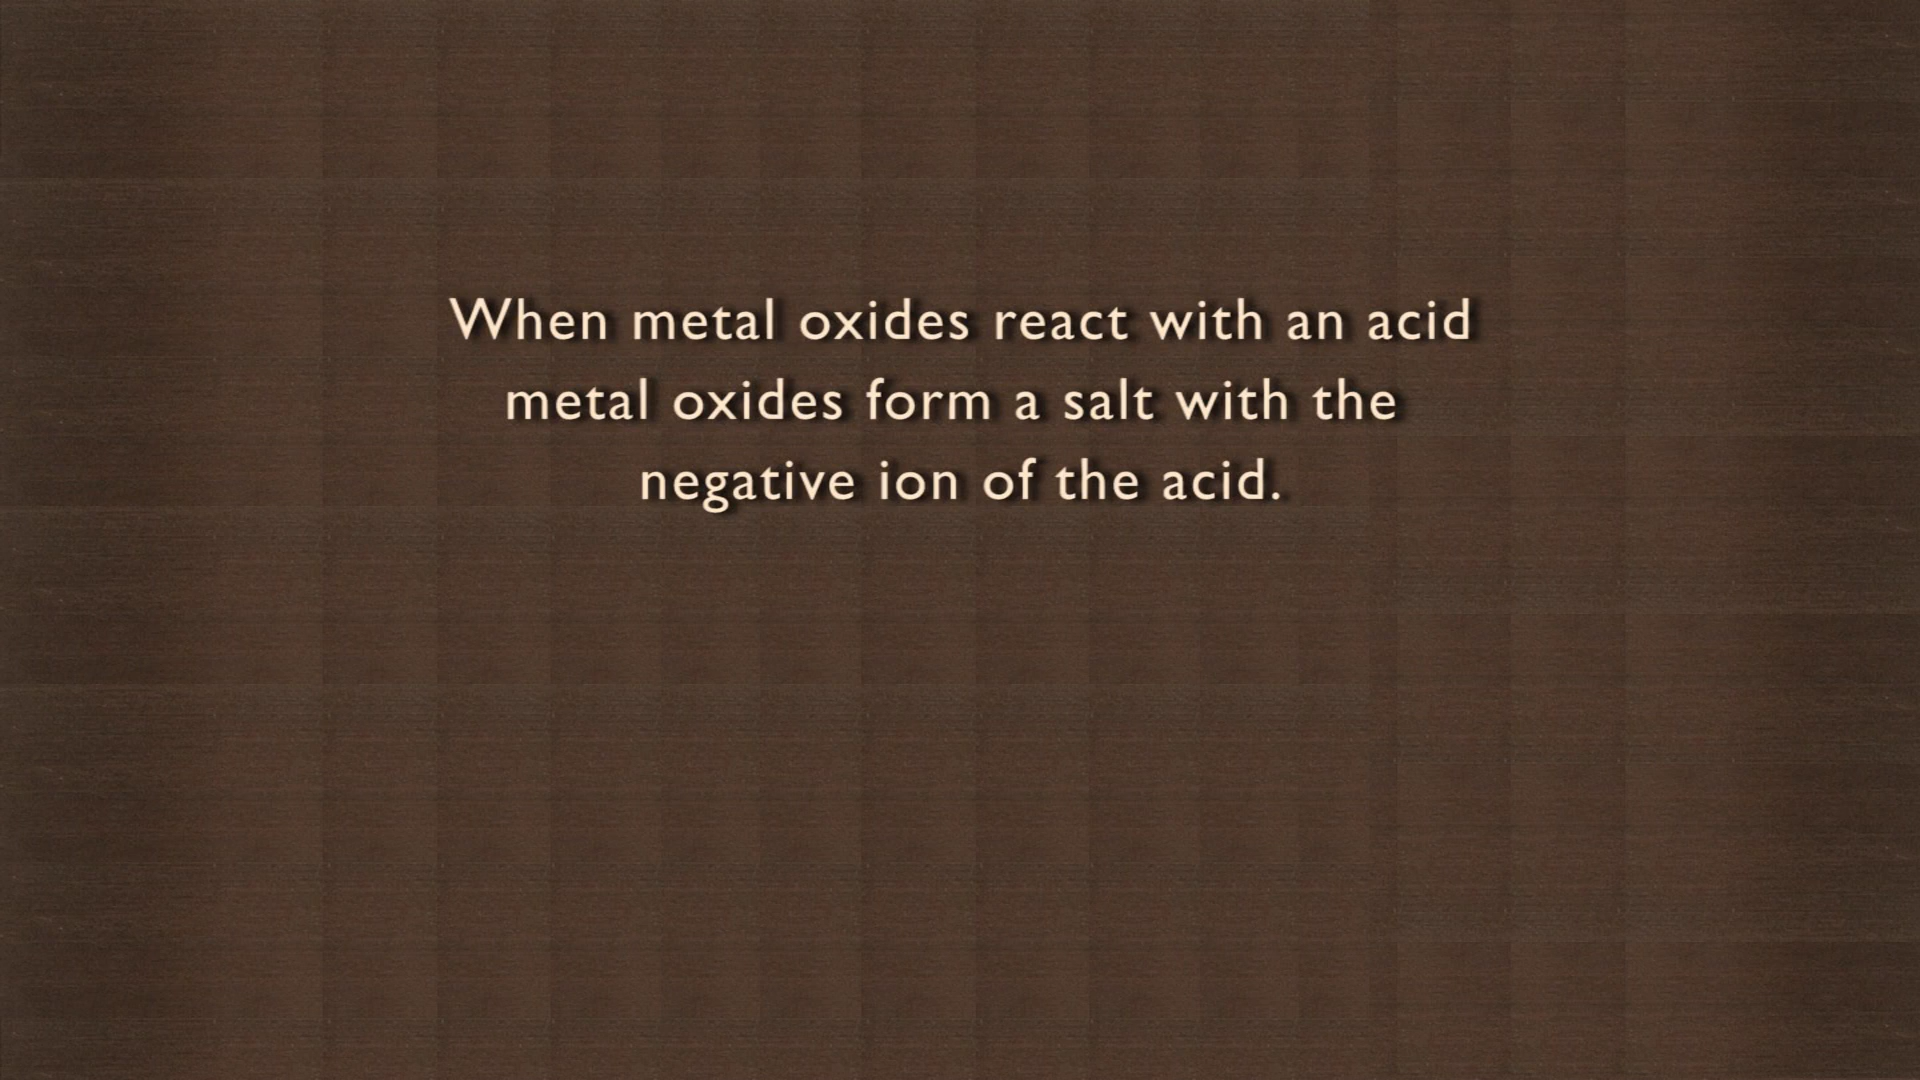 When metal oxides react with an acid
metal oxides form a salt with the
negative ion of the acid.